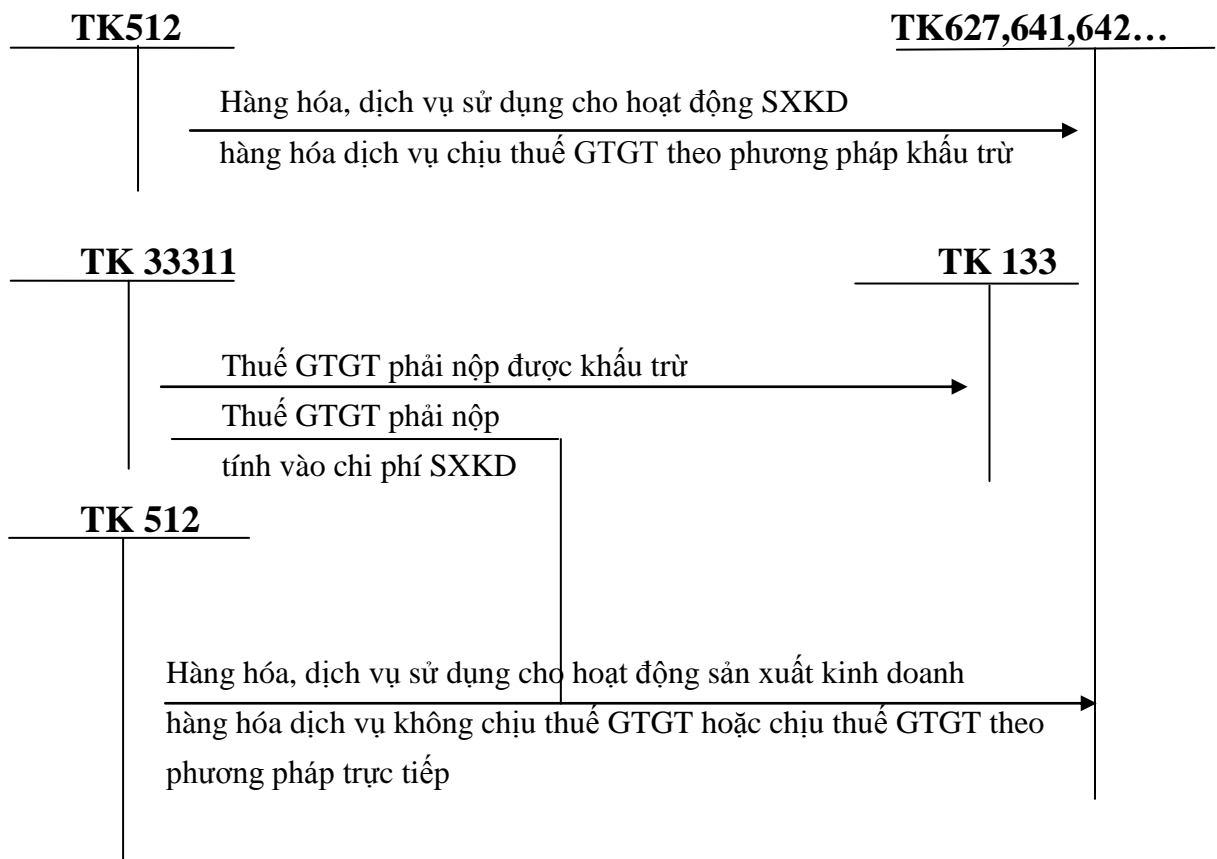 TK512
TK627,641,642…
Hàng hóa, dịch vụ sử dụng cho hoạt động SXKD
hàng hóa dịch vụ chịu thuế GTGT theo phương pháp khấu trừ
TK 33311
TK 133
Thuế GTGT phải nộp được khấu trừ
Thuế GTGT phải nộp
tính vào chi phí SXKD
TK 512
Hàng hóa, dịch vụ sử dụng cho hoạt động sản xuất kinh doanh
hàng hóa dịch vụ không chịu thuế GTGT hoặc chịu thuế GTGT theo
phương pháp trực tiếp